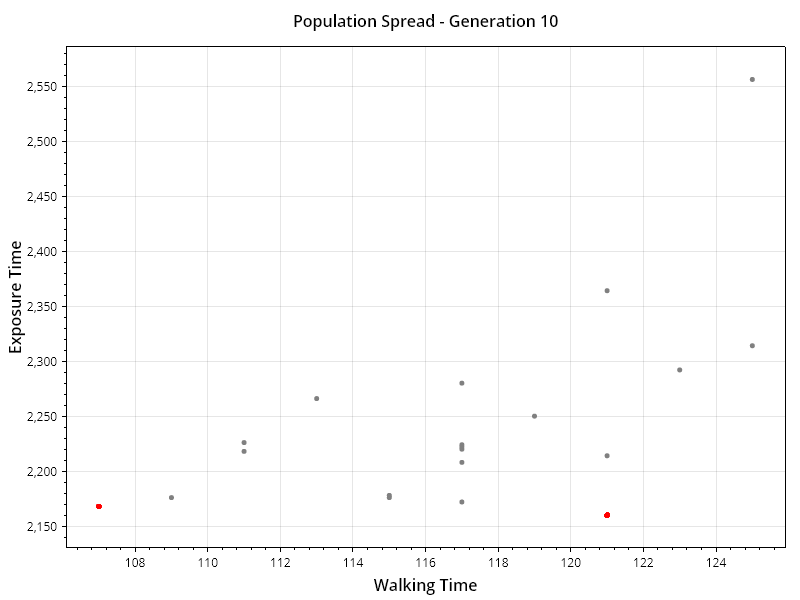 Population Spread - Generation 10
2,550
2,500
2,450
2,400
2,350
2,300
2,250
2,200
2,150
Exposure Time
108 110 112 114 116 118 120 122 124
Walking Time